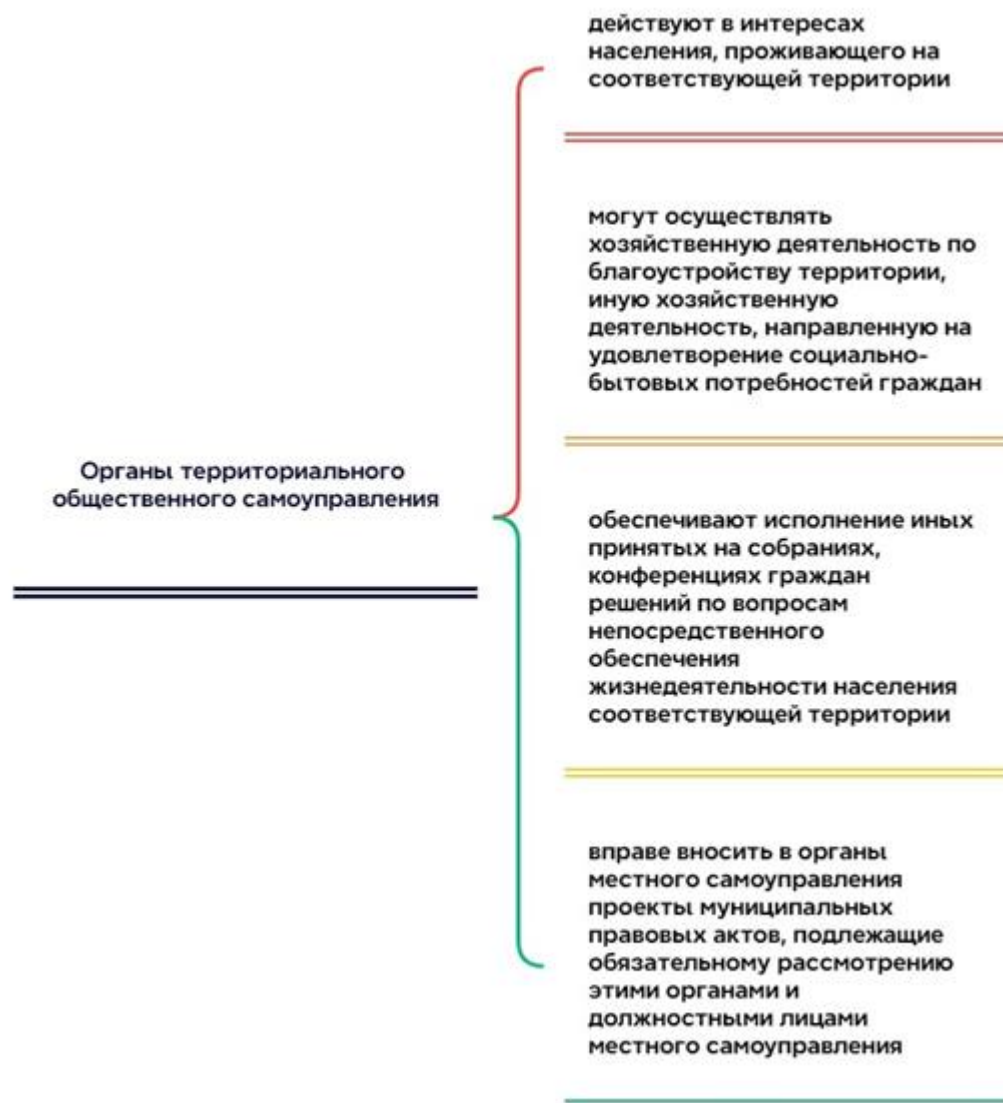 действуют в интересах
населения, проживающего на
соответствующей территории
могут осуществлять
хозяйственную деятельность по
благоустройству территории,
иную хозяйственную
деятельность, направленную на
удовлетворение социально-
бытовых потребностей граждан
Органы территориального
общественного самоуправления
обеспечивают исполнение иных
принятых на собраниях,
конференциях граждан
решений по вопросам
непосредственного
обеспечения
жизнедеятельности населения
соответствующей территории
вправе вносить в органы
местного самоуправления
проекты муниципальных
правовых актов, подлежащие
обязательному рассмотрению
этими органами и
должностными лицами
местного самоуправления